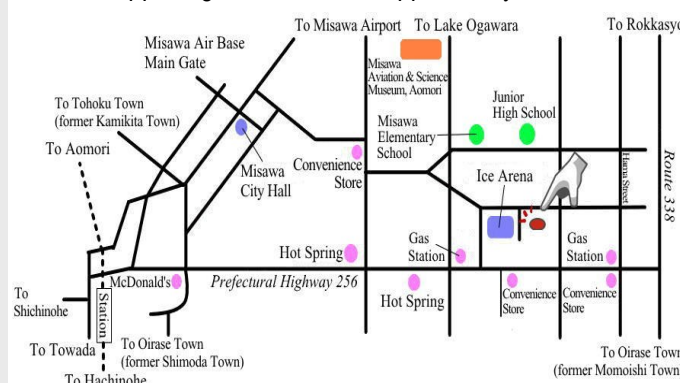 To Misawa Airport
To Lake Ogawara
To Rokkasyo
Misawa Air Base
Main Gate
Misawa
Aviation & Science
Museum, Aomori
Junior
High School
To Tohoku Town
(former Kamikita Town)
Misawa
Elementary
School
To Aomori
Convenience
Store
Misawa
City Hall
Ice Arena
Hama Street
Route 338
Hot Spring
Gas
Station
Gas
Station
McDonald's
Prefectural Highway 256
Hot Spring
Convenience
Store
Convenience
Store
To
Shichinohe
Station
To Towada
To Oirase Town
(former Shimoda Town)
To Hachinohe
To Oirase Town
(former Momoishi Town)